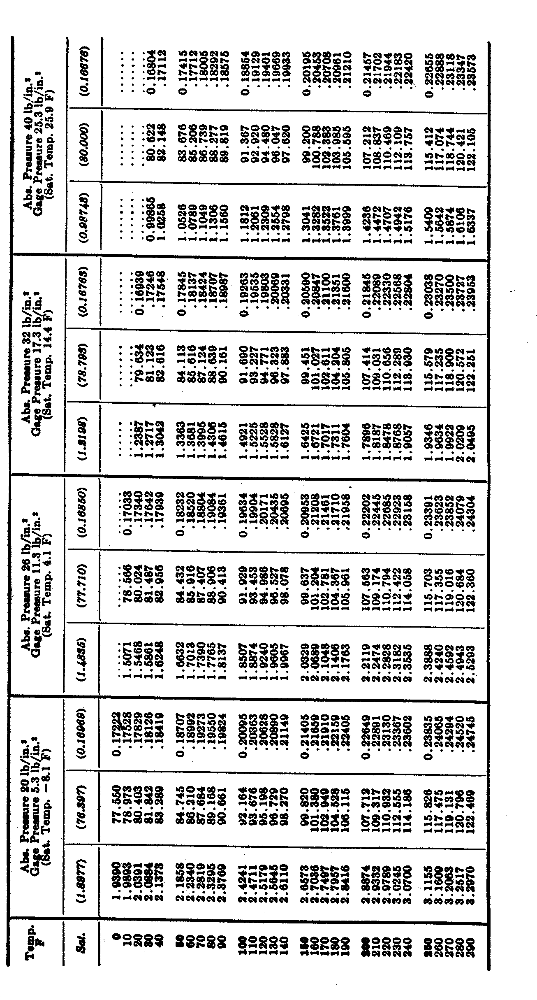 Temp. F Abs. Pressure 20 lb/in.² Abs. Pressure 26 lb/in.² Abs. Pressure 32 lb/in.² Abs. Pressure 40 lb/in.²
Gage Pressure 5.3 lb/in.² Gage Pressure 11.3 lb/in.² Gage Pressure 17.3 lb/in.² Gage Pressure 25.3 lb/in.²
(Sat. Temp. −8.1 F) (Sat. Temp. 4.1 F) (Sat. Temp. 14.4 F) (Sat. Temp. 25.9 F)
Sat. (1.8977) (76.397) (0.16969) (1.4835) (77.710) (0.16850) (1.2198) (78.793) (0.16763) (0.98743) (80.000) (0.16676)
0 1.9390 77.550 0.17222 ..... ..... ..... ..... ..... ..... ..... ..... .....
10 1.9893 78.973 .17528 1.5071 78.566 0.17033 ..... ..... ..... ..... ..... .....
20 2.0391 80.403 .17829 1.5468 80.024 .17340 1.2387 79.634 0.16939 ..... ..... .....
30 2.0884 81.842 .18126 1.5861 81.487 .17642 1.2717 81.123 .17246 0.99865 80.622 0.16804
40 2.1373 83.289 .18419 1.6248 82.956 .17939 1.3042 82.616 .17548 1.0258 82.148 .17112
50 2.1858 84.745 0.18707 1.6632 84.432 0.18232 1.3363 84.113 0.17845 1.0526 83.676 0.17415
60 2.2340 86.210 .18992 1.7013 85.916 .18520 1.3681 85.616 .18137 1.0789 85.206 .17712
70 2.2819 87.684 .19273 1.7390 87.407 .18804 1.3995 87.124 .18424 1.1049 86.739 .18005
80 2.3295 89.168 .19550 1.7765 88.906 .19084 1.4306 88.639 .18707 1.1306 88.277 .18292
90 2.3769 90.661 .19824 1.8137 90.413 .19361 1.4615 90.161 .18987 1.1560 89.819 .18575
100 2.4241 92.164 0.20095 1.8507 91.929 0.19634 1.4921 91.690 0.19263 1.1812 91.367 0.18854
110 2.4711 93.676 .20363 1.8874 93.453 .19904 1.5225 93.227 .19535 1.2061 92.920 .19129
120 2.5179 95.198 .20628 1.9240 94.986 .20171 1.5528 94.771 .19803 1.2309 94.480 .19401
130 2.5645 96.729 .20890 1.9605 96.527 .20435 1.5828 96.323 .20069 1.2554 96.047 .19669
140 2.6110 98.270 .21149 1.9967 98.078 .20695 1.6127 97.883 .20331 1.2798 97.620 .19933
150 2.6573 99.820 0.21405 2.0329 99.637 0.20953 1.6425 99.451 0.20590 1.3041 99.200 0.20195
160 2.7036 101.380 .21659 2.0689 101.204 .21208 1.6721 101.027 .20847 1.3282 100.788 .20453
170 2.7497 102.949 .21910 2.1048 102.781 .21461 1.7017 102.611 .21100 1.3522 102.383 .20708
180 2.7957 104.528 .22159 2.1406 104.367 .21710 1.7311 104.204 .21351 1.3761 103.985 .20961
190 2.8416 106.115 .22405 2.1763 105.961 .21958 1.7604 105.805 .21600 1.3999 105.595 .21210
200 2.8874 107.712 0.22649 2.2119 107.563 0.22202 1.7896 107.414 0.21845 1.4236 107.212 0.21457
210 2.9332 109.317 .22891 2.2474 109.174 .22445 1.8187 109.031 .22089 1.4472 108.837 .21702
220 2.9789 110.932 .23130 2.2828 110.794 .22685 1.8478 110.656 .22330 1.4707 110.469 .21944
230 3.0245 112.555 .23367 2.3182 112.422 .22923 1.8768 112.289 .22568 1.4942 112.109 .22183
240 3.0700 114.186 .23602 2.3535 114.058 .23158 1.9057 113.930 .22804 1.5176 113.757 .22420
250 3.1155 115.826 0.23835 2.3888 115.703 0.23391 1.9346 115.579 0.23038 1.5409 115.412 0.22655
260 3.1609 117.475 .24065 2.4240 117.355 .23623 1.9634 117.235 .23270 1.5642 117.074 .22888
270 3.2063 119.131 .24294 2.4592 119.016 .23852 1.9922 118.900 .23500 1.5874 118.744 .23118
280 3.2517 120.796 .24520 2.4943 120.684 .24079 2.0209 120.572 .23727 1.6106 120.421 .23347
290 3.2970 122.469 .24745 2.5293 122.360 .24304 2.0495 122.251 .23953 1.6337 122.105 .23573